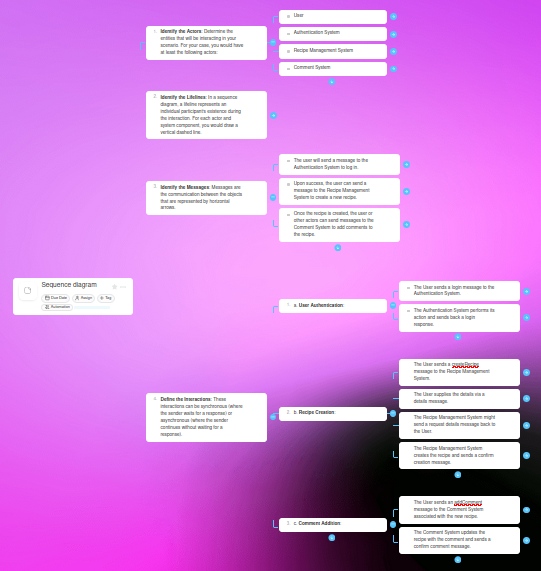 User
1. Identify the Actors: Determine the
entities that will be interacting in your
scenario. For your case, you would have
at least the following actors:
Authentication System
Recipe Management System
Comment System
2. Identify the Lifelines: In a sequence
diagram, a lifeline represents an
individual participant's existence during
the interaction. For each actor and
system component, you would draw a
vertical dashed line.
3. Identify the Messages: Messages are
the communication between the objects
that are represented by horizontal
arrows.
The user will send a message to the
Authentication System to log in.
Upon success, the user can send a
message to the Recipe Management
System to create a new recipe.
Once the recipe is created, the user or
other actors can send messages to the
Comment System to add comments to
the recipe.
Sequence diagram
Due Date
Assign
Tag
Automation
4. Define the Interactions: These
interactions can be synchronous (where
the sender waits for a response) or
asynchronous (where the sender
continues without waiting for a
response).
1. a. User Authentication:
The User sends a login message to the
Authentication System.
The Authentication System performs its
action and sends back a login
response.
2. b. Recipe Creation:
The User sends a createRecipe
message to the Recipe Management
System.
The User supplies the details via a
details message.
The Recipe Management System might
send a request details message back to
the User.
The Recipe Management System
creates the recipe and sends a confirm
creation message.
3. c. Comment Addition:
The User sends an addComment
message to the Comment System
associated with the new recipe.
The Comment System updates the
recipe with the comment and sends a
confirm comment message.